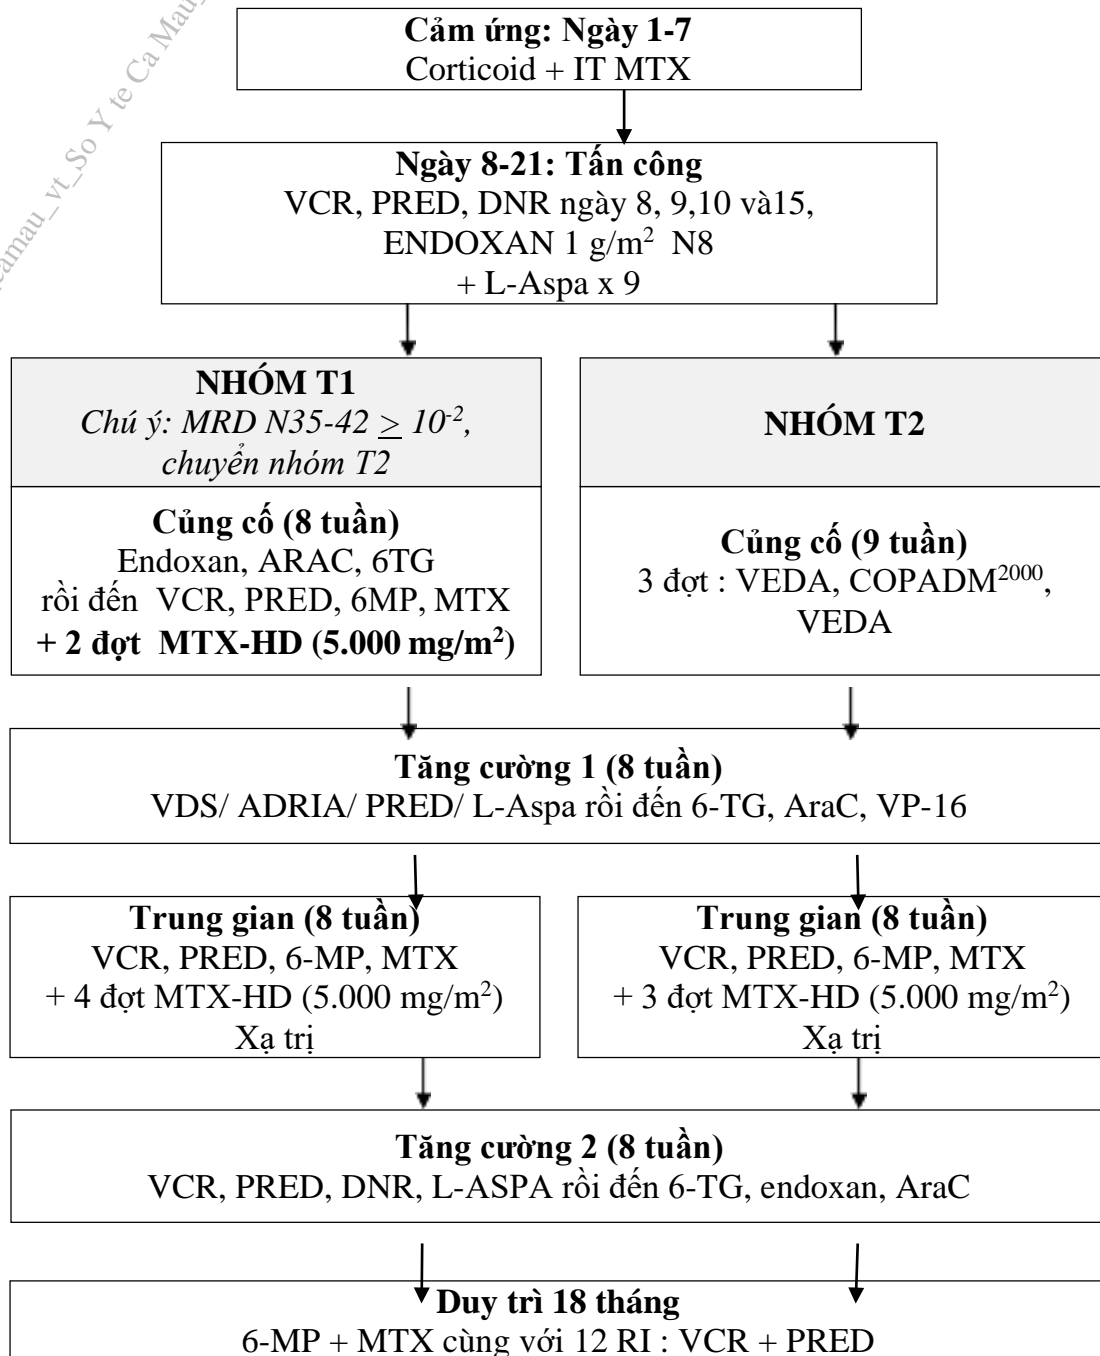 camau_vt_So Y te Ca Mau
Cảm ứng: Ngày 1-7
Corticoid + IT MTX
Ngày 8-21: Tấn công
VCR, PRED, DNR ngày 8, 9,10 và15,
ENDOXAN 1 g/m² N8
+ L-Aspa x 9
NHÓM T1
Chú ý: MRD N35-42 ≥ 10⁻²,
chuyển nhóm T2
Củng cố (8 tuần)
Endoxan, ARAC, 6TG
rồi đến VCR, PRED, 6MP, MTX
+ 2 đợt MTX-HD (5.000 mg/m²)
NHÓM T2
Củng cố (9 tuần)
3 đợt : VEDA, COPADM²⁰⁰⁰,
VEDA
Tăng cường 1 (8 tuần)
VDS/ ADRIA/ PRED/ L-Aspa rồi đến 6-TG, AraC, VP-16
Trung gian (8 tuần)
VCR, PRED, 6-MP, MTX
+ 4 đợt MTX-HD (5.000 mg/m²)
Xạ trị
Trung gian (8 tuần)
VCR, PRED, 6-MP, MTX
+ 3 đợt MTX-HD (5.000 mg/m²)
Xạ trị
Tăng cường 2 (8 tuần)
VCR, PRED, DNR, L-ASPA rồi đến 6-TG, endoxan, AraC
Duy trì 18 tháng
6-MP + MTX cùng với 12 RI : VCR + PRED